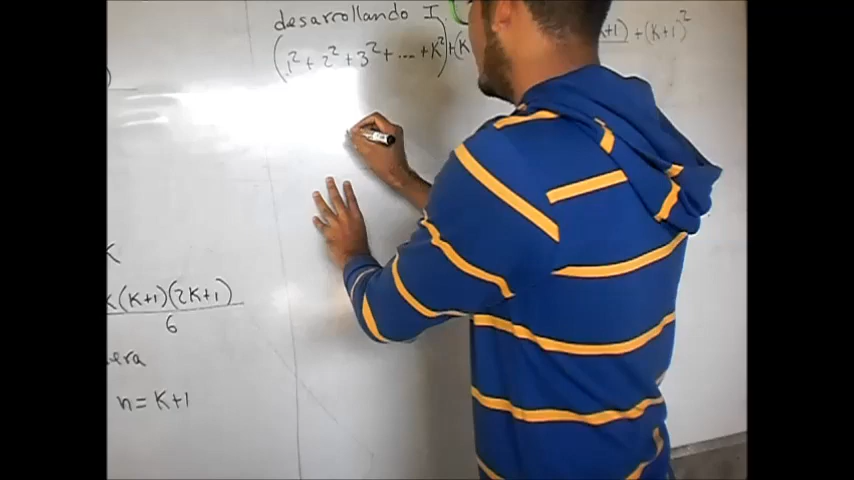 desarrollando I.
(1² + 2² + 3² + .... + K²) + (K +1) + (K+1)²
K
K(K+1)(2K+1)
6
era
n = K+1